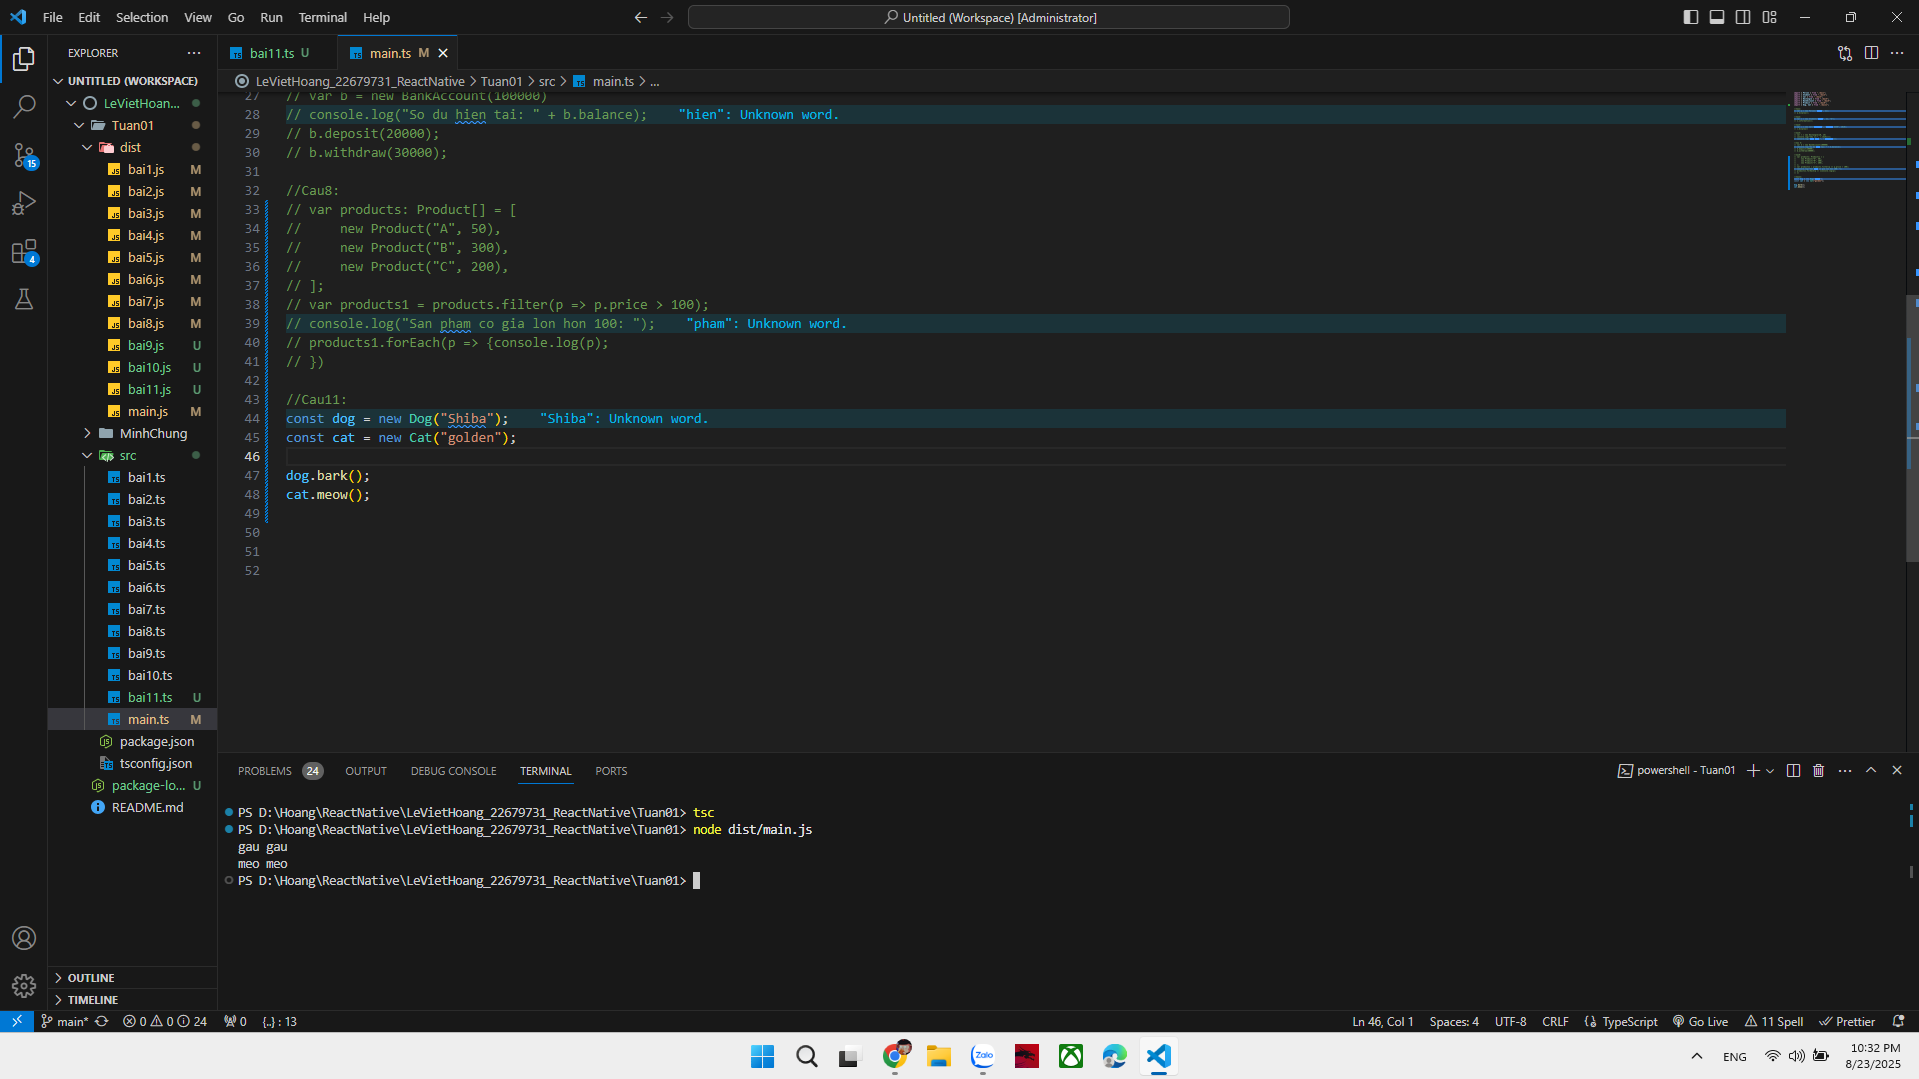 File Edit Selection View Go Run Terminal Help
Untitled (Workspace) [Administrator]
EXPLORER
UNTITLED (WORKSPACE)
LeVietHoan...
Tuan01
dist
bai1.js M
bai2.js M
bai3.js M
bai4.js M
bai5.js M
bai6.js M
bai7.js M
bai8.js M
bai9.js U
bai10.js U
bai11.js U
main.js M
MinhChung
src
bai1.ts
bai2.ts
bai3.ts
bai4.ts
bai5.ts
bai6.ts
bai7.ts
bai8.ts
bai9.ts
bai10.ts
bai11.ts U
main.ts M
package.json
tsconfig.json
package-lo... U
README.md
OUTLINE
TIMELINE
15
4
bai11.ts U
main.ts M
LeVietHoang_22679731_ReactNative > Tuan01 > src > main.ts > ...
27 // var b = new BankAccount(100000)
28 // console.log("So du hien tai: " + b.balance); "hien": Unknown word.
29 // b.deposit(20000);
30 // b.withdraw(30000);
31
32 //Cau8:
33 // var products: Product[] = [
34 // new Product("A", 50),
35 // new Product("B", 300),
36 // new Product("C", 200),
37 // ];
38 // var products1 = products.filter(p => p.price > 100);
39 // console.log("San pham co gia lon hon 100: "); "pham": Unknown word.
40 // products1.forEach(p => {console.log(p);
41 // })
42
43 //Cau11:
44 const dog = new Dog("Shiba"); "Shiba": Unknown word.
45 const cat = new Cat("golden");
46
47 dog.bark();
48 cat.meow();
49
50
51
52
PROBLEMS 24 OUTPUT DEBUG CONSOLE TERMINAL PORTS
powershell - Tuan01
PS D:\Hoang\ReactNative\LeVietHoang_22679731_ReactNative\Tuan01> tsc
PS D:\Hoang\ReactNative\LeVietHoang_22679731_ReactNative\Tuan01> node dist/main.js
gau gau
meo meo
PS D:\Hoang\ReactNative\LeVietHoang_22679731_ReactNative\Tuan01>
main* 0 0 24 0 {..} : 13
Ln 46, Col 1 Spaces: 4 UTF-8 CRLF TypeScript Go Live 11 Spell Prettier
Zalo
ENG
10:32 PM
8/23/2025